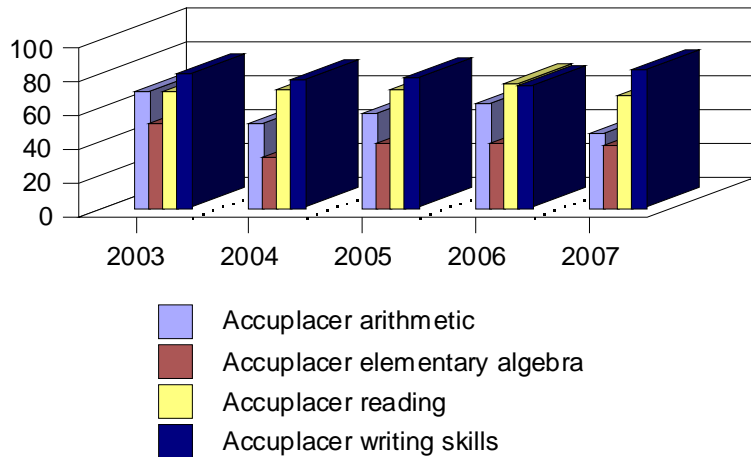 100
80
60
40
20
0
2003 2004 2005 2006 2007
Accuplacer arithmetic
Accuplacer elementary algebra
Accuplacer reading
Accuplacer writing skills